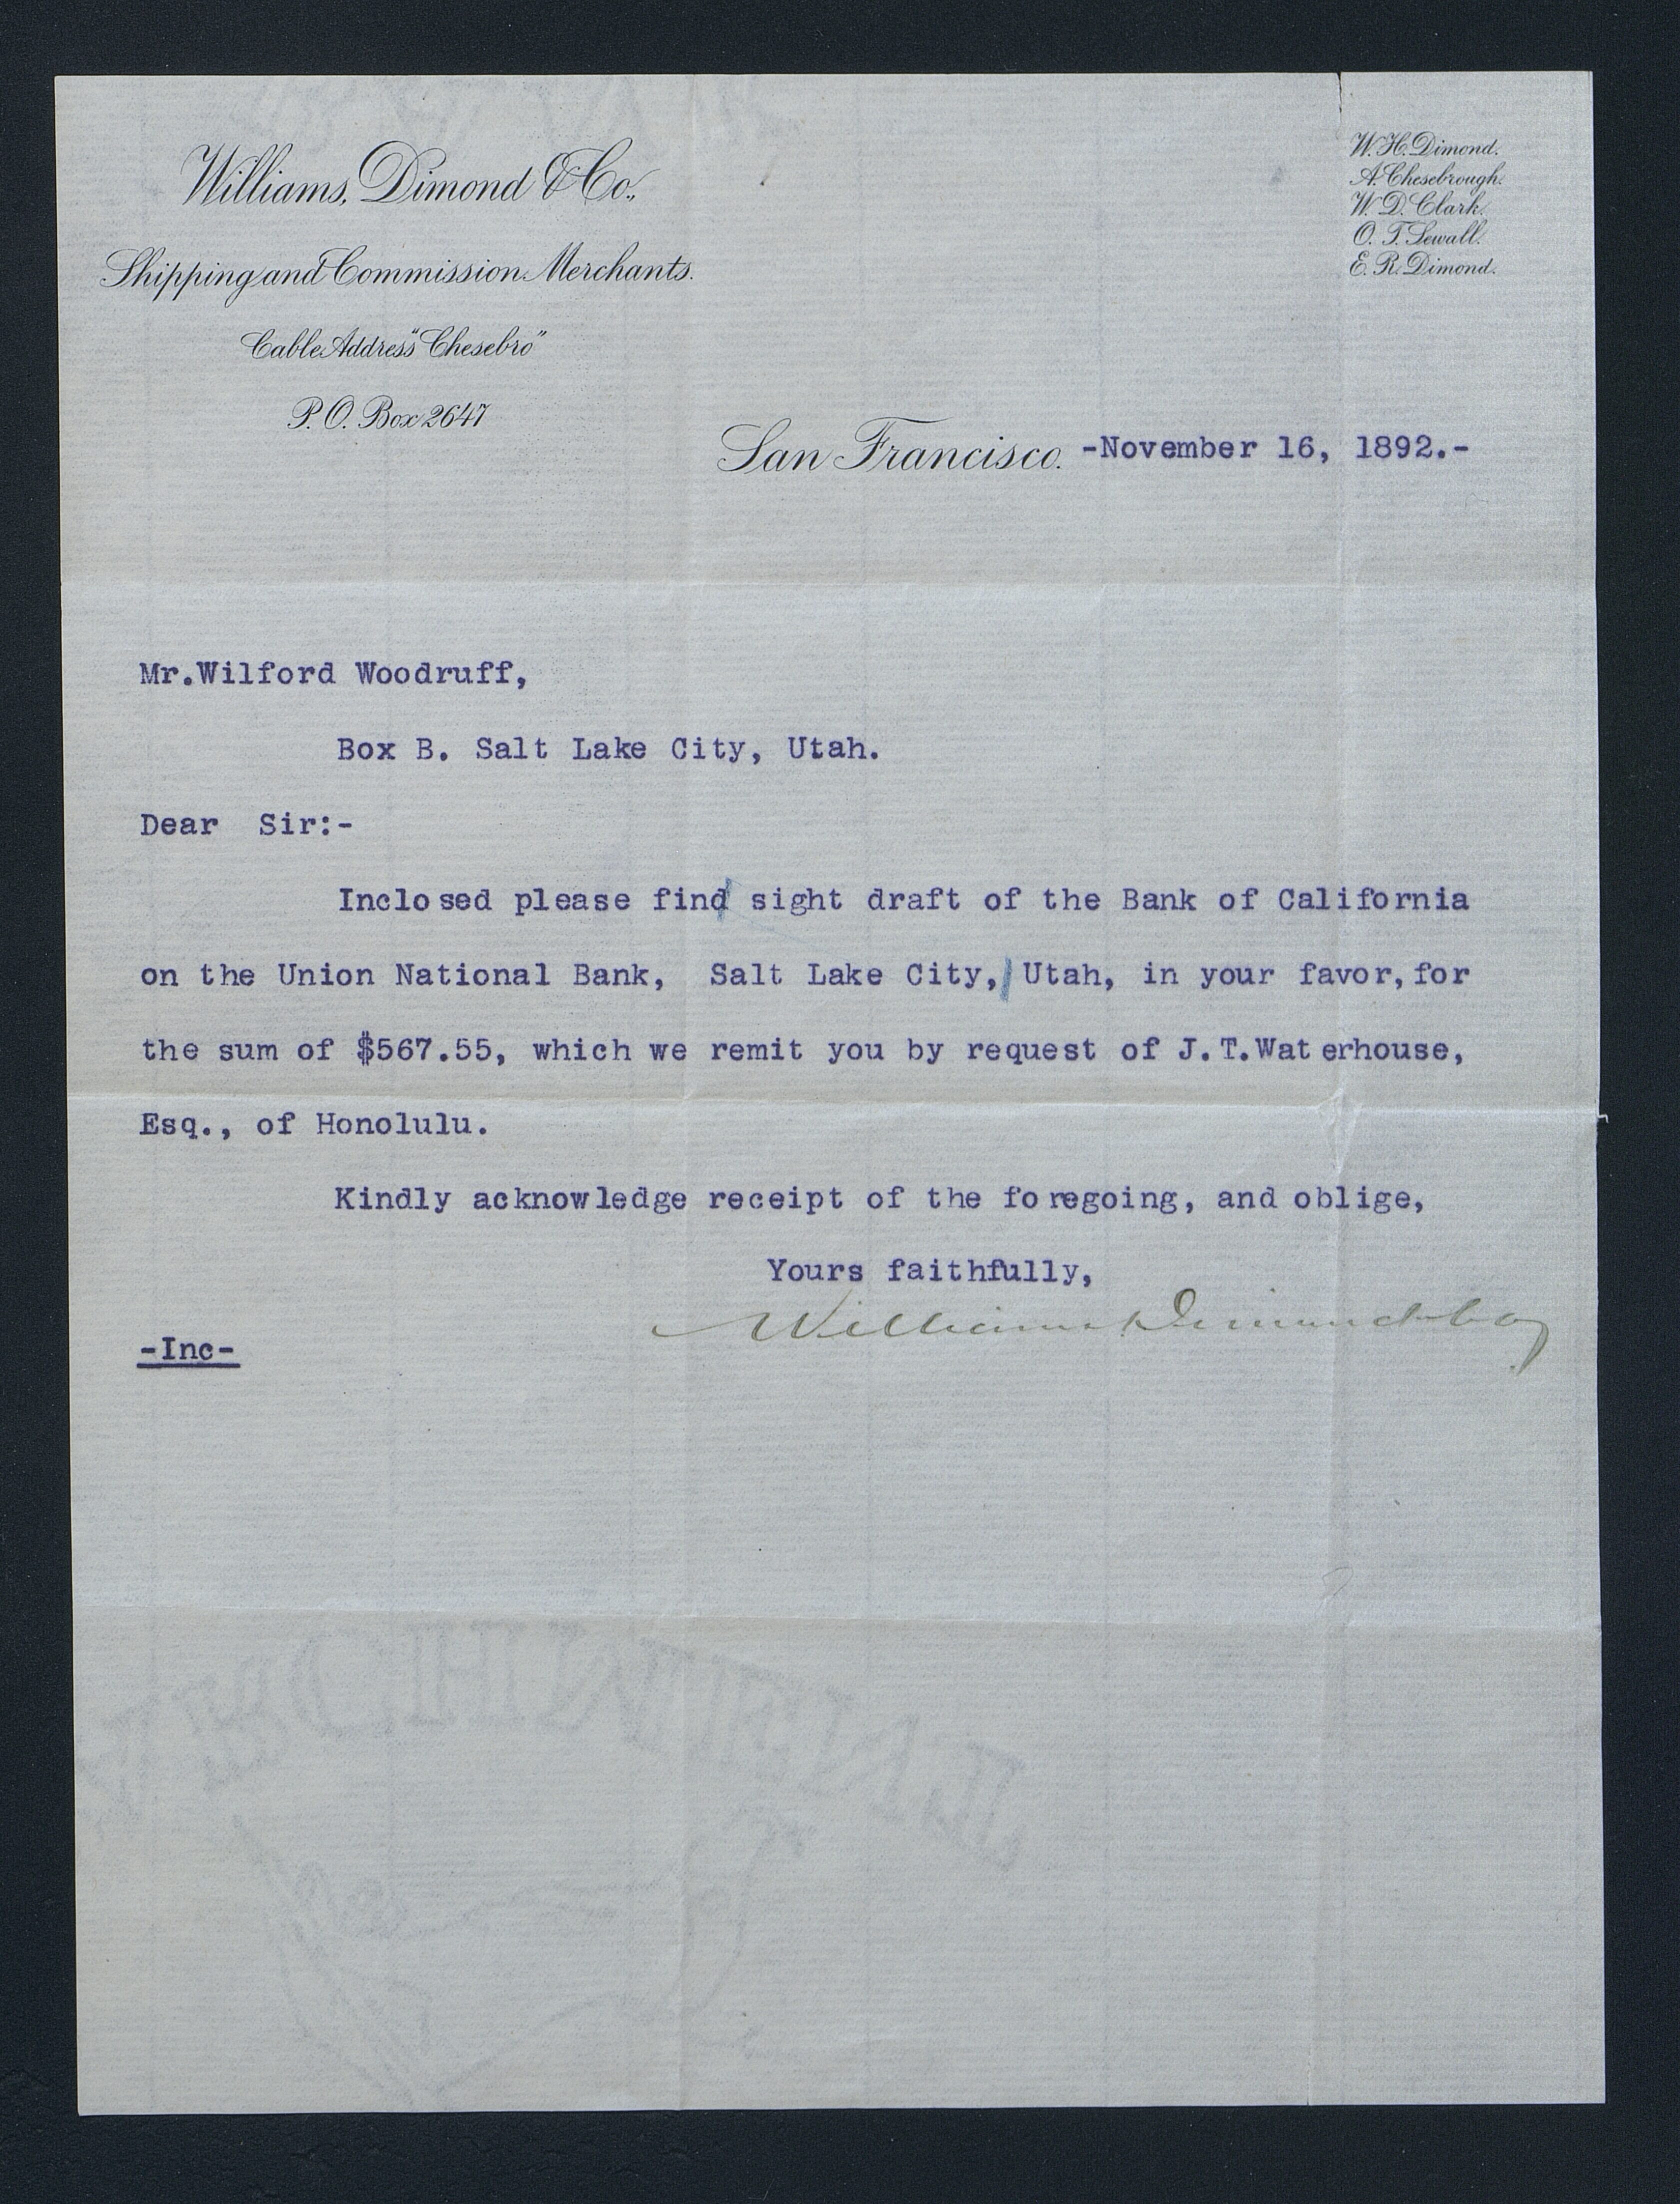 Williams, Dimond & Co.,
Shipping and Commission Merchants.
Cable Address "Chesebro"
P. O. Box 2647
W. H. Dimond.
A. Chesebrough.
W. D. Clark.
O. T. Sewall.
E. R. Dimond.
San Francisco. -November 16, 1892.-
Mr.Wilford Woodruff,
Box B. Salt Lake City, Utah.
Dear Sir:-
Inclosed please find sight draft of the Bank of California
on the Union National Bank, Salt Lake City, Utah, in your favor, for
the sum of $567.55, which we remit you by request of J.T.Waterhouse,
Esq., of Honolulu.
Kindly acknowledge receipt of the foregoing, and oblige,
Yours faithfully,
Williams Dimond & Co
-Inc-